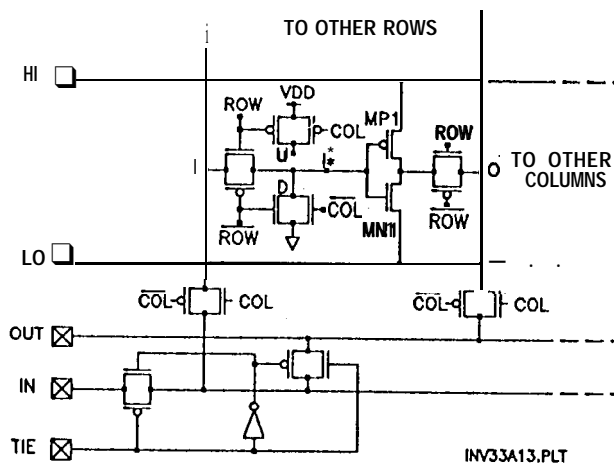 i
TO OTHER ROWS
HI
VDD
ROW
MP1
COL
ROW
U
I
I**
O
TO OTHER
COLUMNS
D
COL
ROW
MN11
ROW
LO
COL
COL
COL
COL
OUT
IN
TIE
INV33A13.PLT